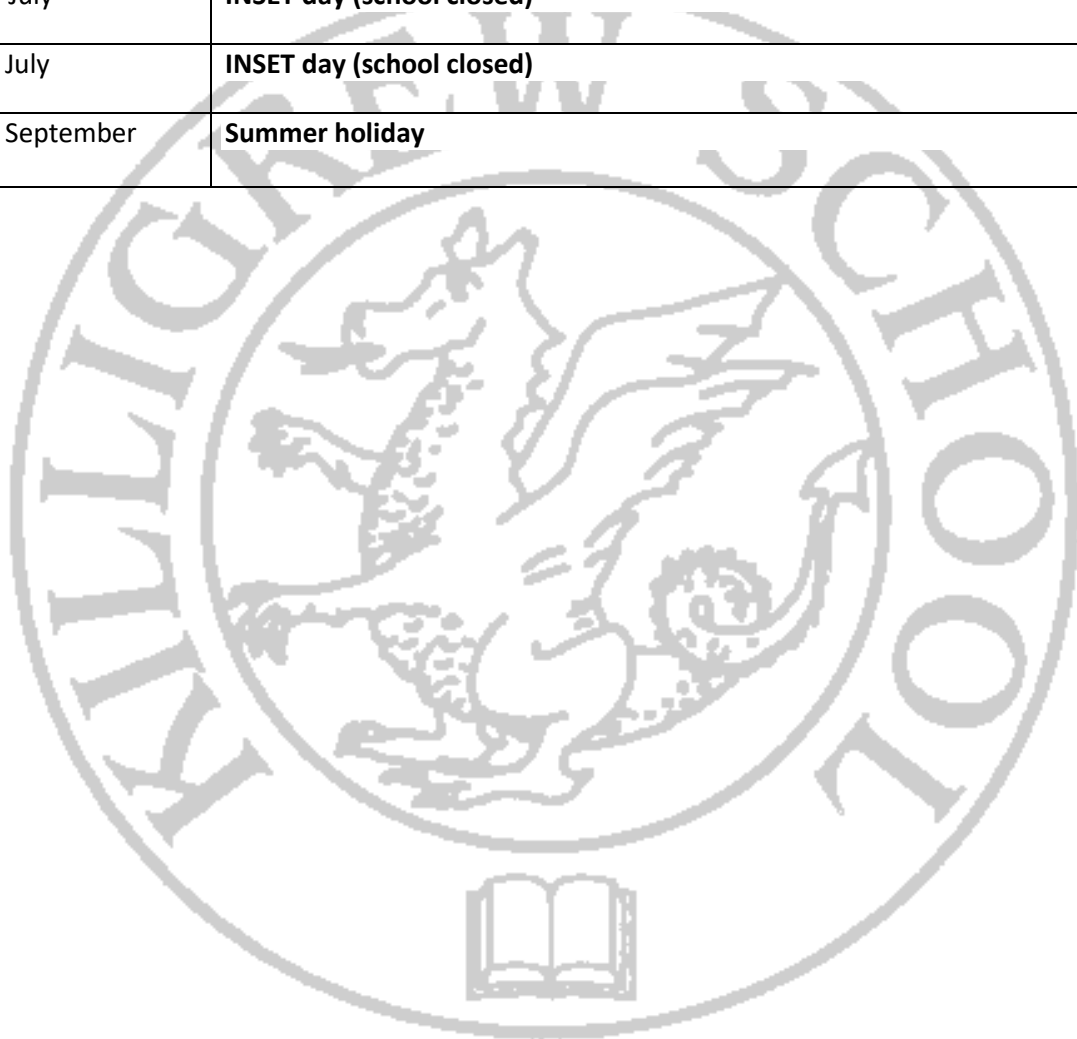 July INSET day (school closed)
July INSET day (school closed)
September Summer holiday
KILLIGREW SCHOOL